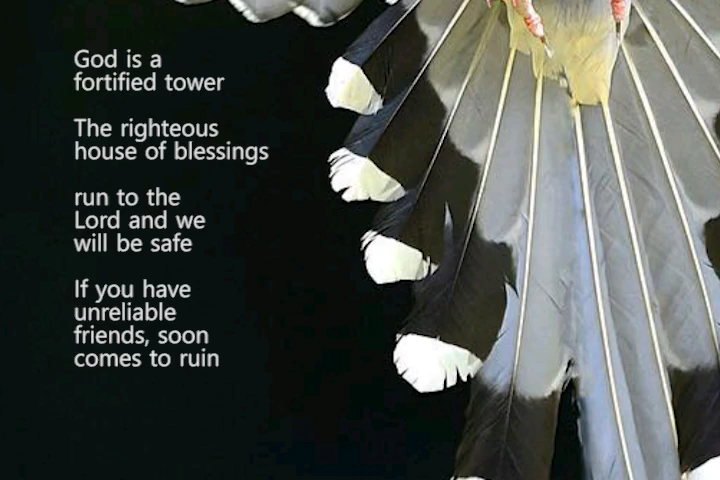 God is a
fortified tower
The righteous
house of blessings
run to the
Lord and we
will be safe
If you have
unreliable
friends, soon
comes to ruin